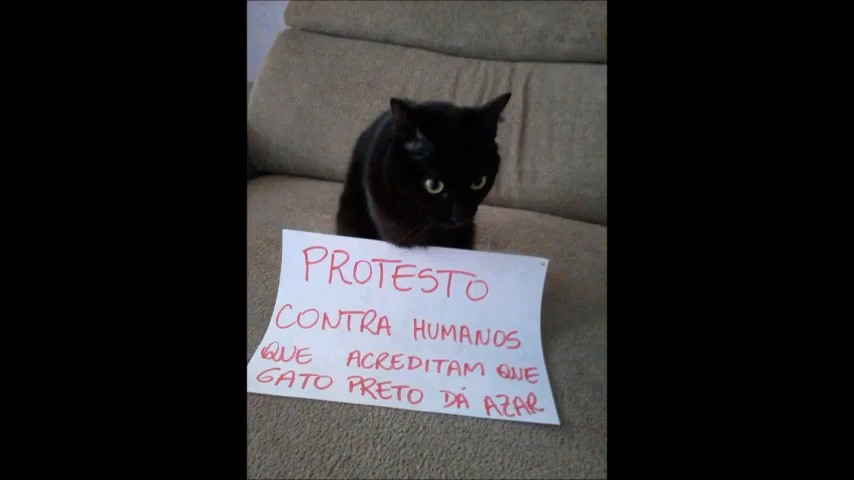 PROTESTO
CONTRA HUMANOS
QUE ACREDITAM QUE
GATO PRETO DÁ AZAR